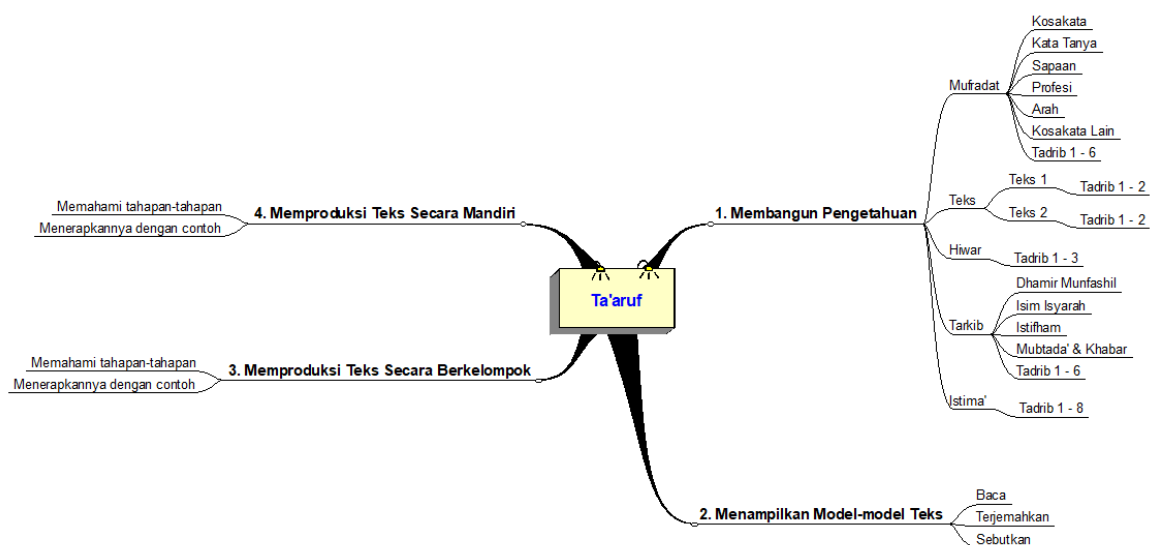 Ta'aruf
1. Membangun Pengetahuan
Mufradat
Kosakata
Kata Tanya
Sapaan
Profesi
Arah
Kosakata Lain
Tadrib 1 - 6
Teks
Teks 1
Tadrib 1 - 2
Teks 2
Tadrib 1 - 2
Hiwar
Tadrib 1 - 3
Tarkib
Dhamir Munfashil
Isim Isyarah
Istifham
Mubtada' & Khabar
Tadrib 1 - 6
Istima'
Tadrib 1 - 8
2. Menampilkan Model-model Teks
Baca
Terjemahkan
Sebutkan
3. Memproduksi Teks Secara Berkelompok
Memahami tahapan-tahapan
Menerapkannya dengan contoh
4. Memproduksi Teks Secara Mandiri
Memahami tahapan-tahapan
Menerapkannya dengan contoh